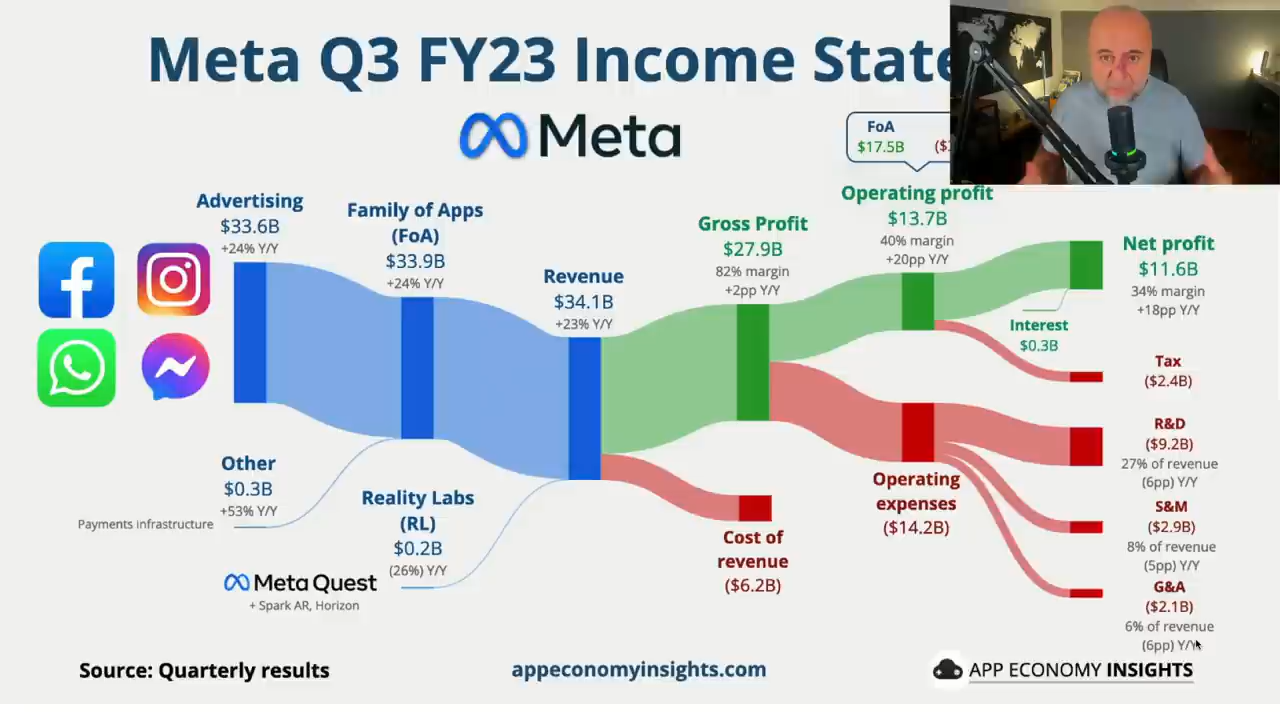 Meta Q3 FY23 Income State
Meta
FoA
$17.5B
Advertising
$33.6B
+24% Y/Y
Family of Apps
(FoA)
$33.9B
+24% Y/Y
Revenue
$34.1B
+23% Y/Y
Gross Profit
$27.9B
82% margin
+2pp Y/Y
Operating profit
$13.7B
40% margin
+20pp Y/Y
Net profit
$11.6B
34% margin
+18pp Y/Y
Interest
$0.3B
Tax
($2.4B)
R&D
($9.2B)
27% of revenue
(6pp) Y/Y
S&M
($2.9B)
8% of revenue
(5pp) Y/Y
G&A
($2.1B)
6% of revenue
(6pp) Y/Y
Operating
expenses
($14.2B)
Cost of
revenue
($6.2B)
Other
$0.3B
+53% Y/Y
Payments infrastructure
Reality Labs
(RL)
$0.2B
(26%) Y/Y
Meta Quest
+ Spark AR, Horizon
Source: Quarterly results
appeconomyinsights.com
APP ECONOMY INSIGHTS